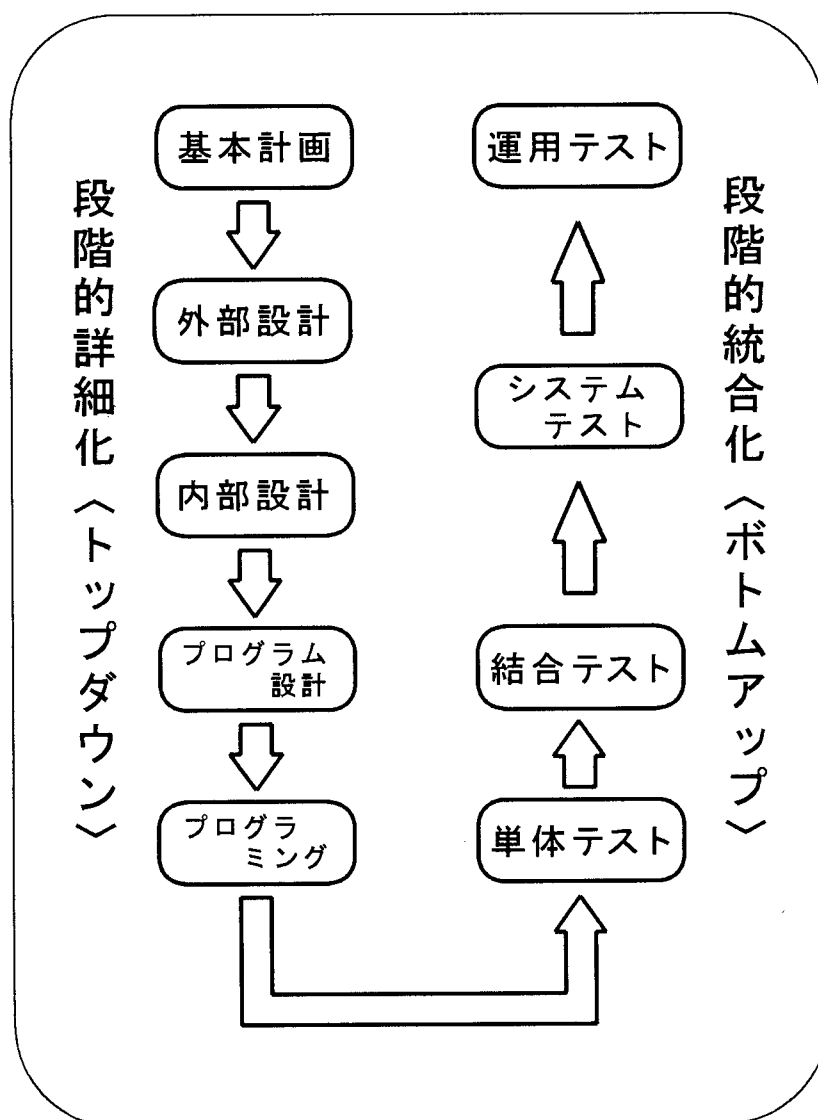 段階的詳細化〈トップダウン〉
基本計画
外部設計
内部設計
プログラム
設計
プログラ
ミング
運用テスト
システム
テスト
結合テスト
単体テスト
段階的統合化〈ボトムアップ〉